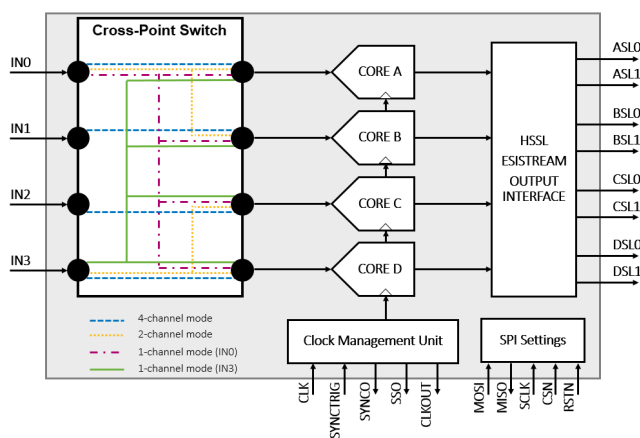 Cross-Point Switch
IN0
IN1
IN2
IN3
CORE A
CORE B
CORE C
CORE D
HSSL
ESISTREAM
OUTPUT
INTERFACE
ASL0
ASL1
BSL0
BSL1
CSL0
CSL1
DSL0
DSL1
4-channel mode
2-channel mode
1-channel mode (IN0)
1-channel mode (IN3)
Clock Management Unit
SPI Settings
CLK
SYNCTRIG
SYNCO
SSO
CLKOUT
MOSI
MISO
SCLK
CSN
RSTN